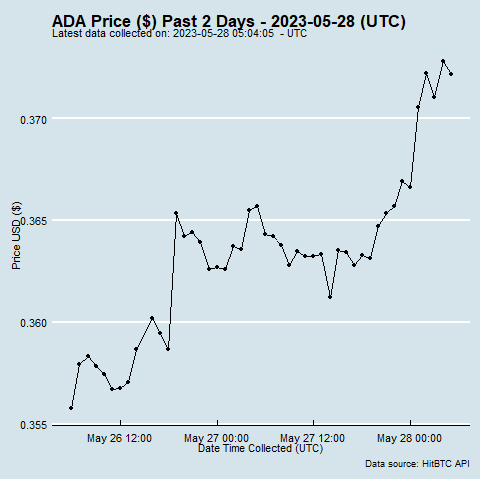 ADA Price ($) Past 2 Days - 2023-05-28 (UTC)
Latest data collected on: 2023-05-28 05:04:05 - UTC
0.370
0.365
0.360
0.355
Price USD ($)
May 26 12:00 May 27 00:00 May 27 12:00 May 28 00:00
Date Time Collected (UTC)
Data source: HitBTC API